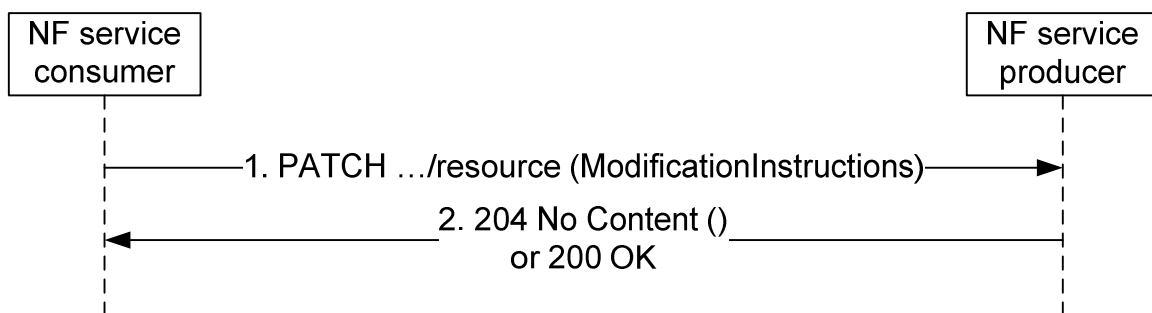 NF service
consumer
NF service
producer
1. PATCH …/resource (ModificationInstructions)
2. 204 No Content ()
or 200 OK